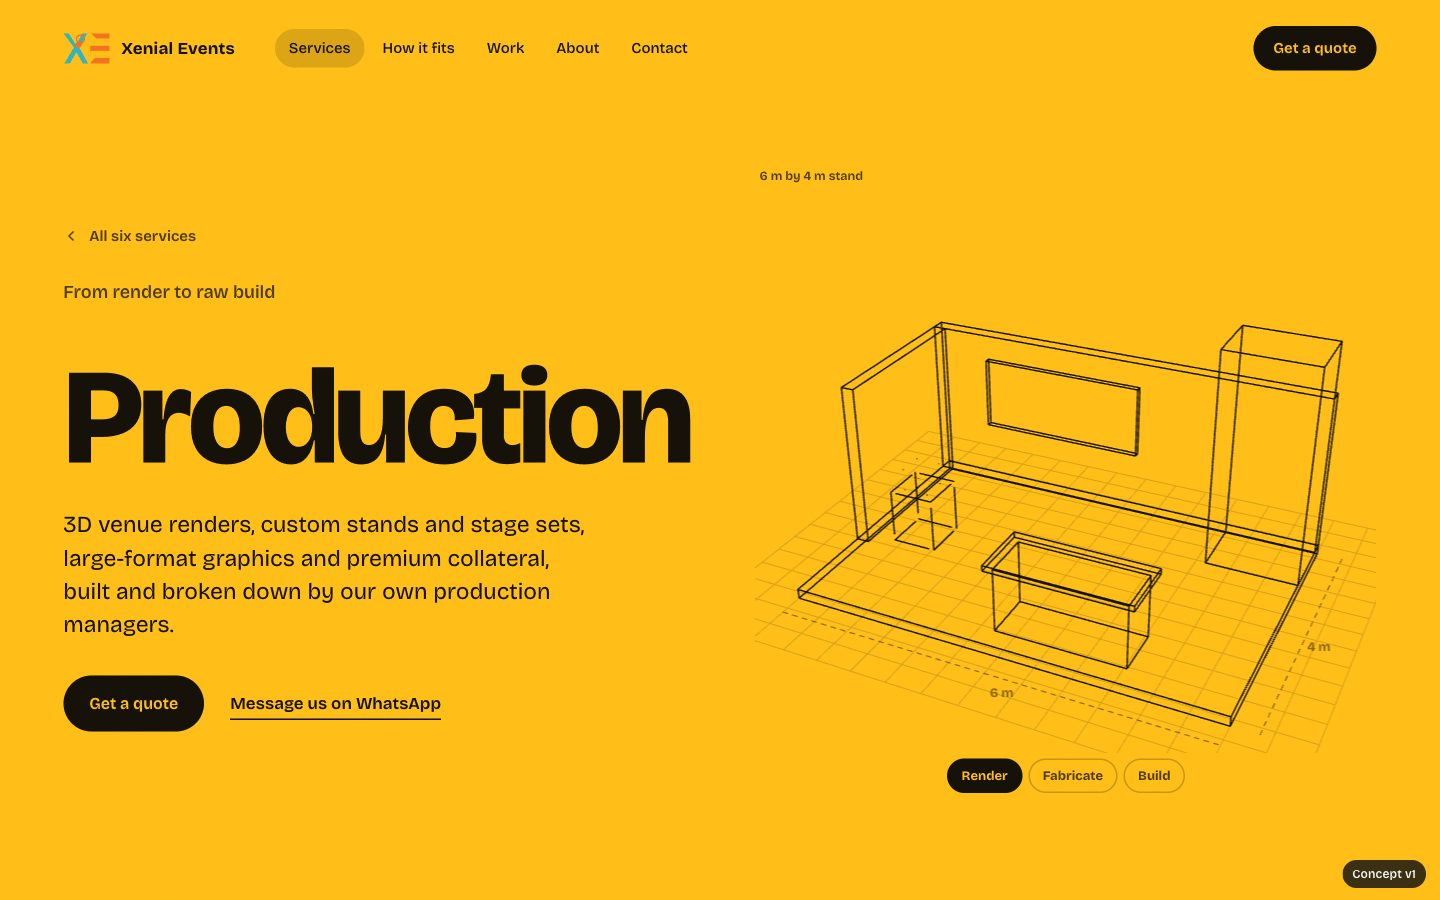 XE Xenial Events
Services
How it fits
Work
About
Contact
Get a quote
6 m by 4 m stand
All six services
From render to raw build
Production
3D venue renders, custom stands and stage sets,
large-format graphics and premium collateral,
built and broken down by our own production
managers.
Get a quote
Message us on WhatsApp
4 m
6 m
Render
Fabricate
Build
Concept v1